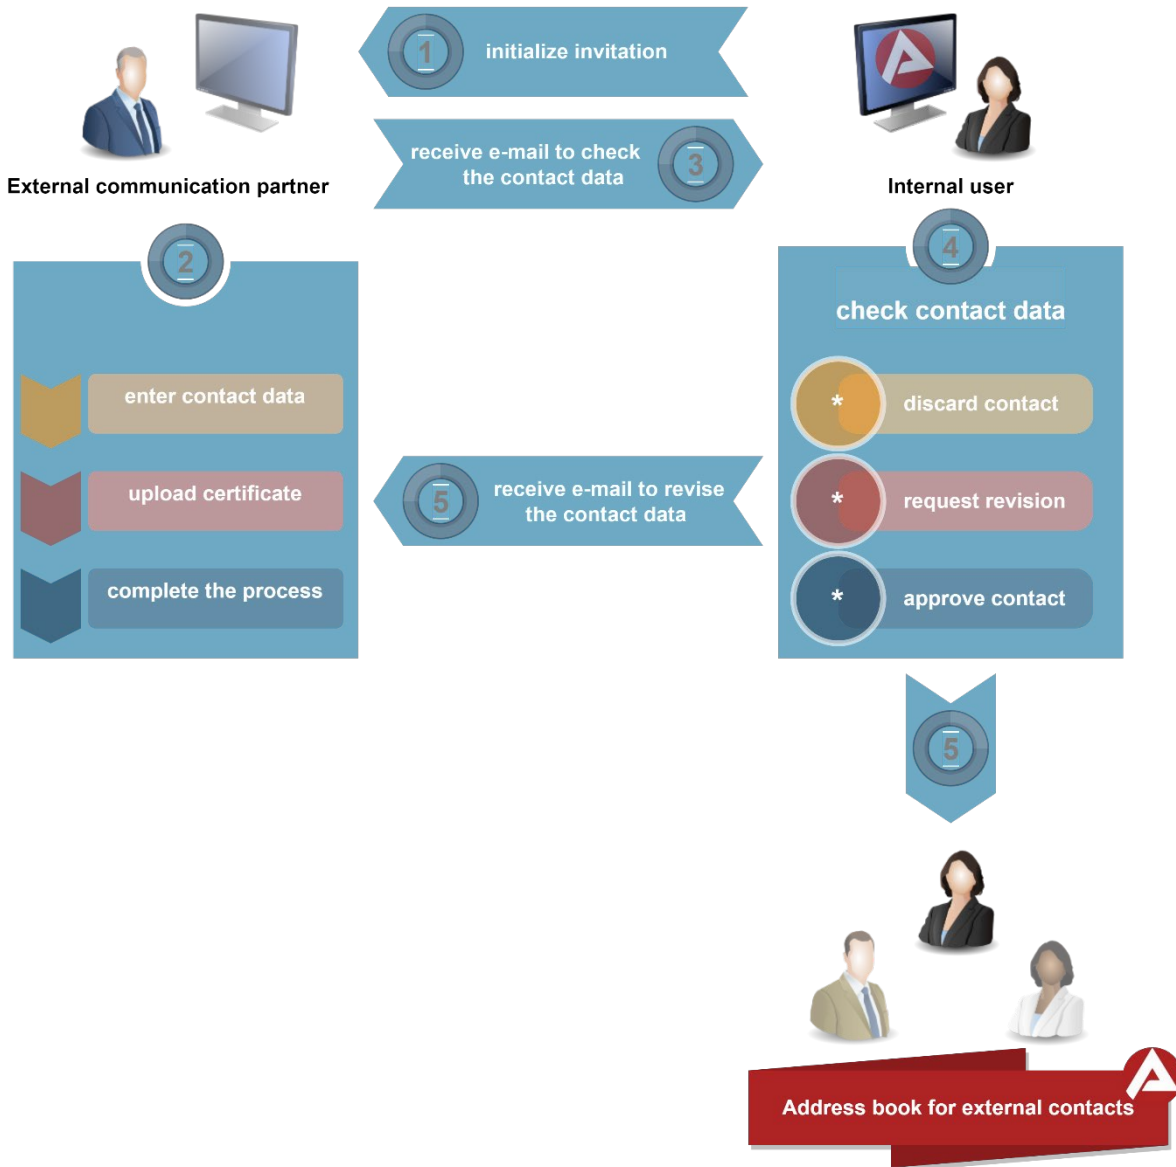 1
initialize invitation
receive e-mail to check
the contact data
3
External communication partner
Internal user
2
enter contact data
upload certificate
complete the process
4
check contact data
*
discard contact
*
request revision
*
approve contact
5
receive e-mail to revise
the contact data
5
Address book for external contacts